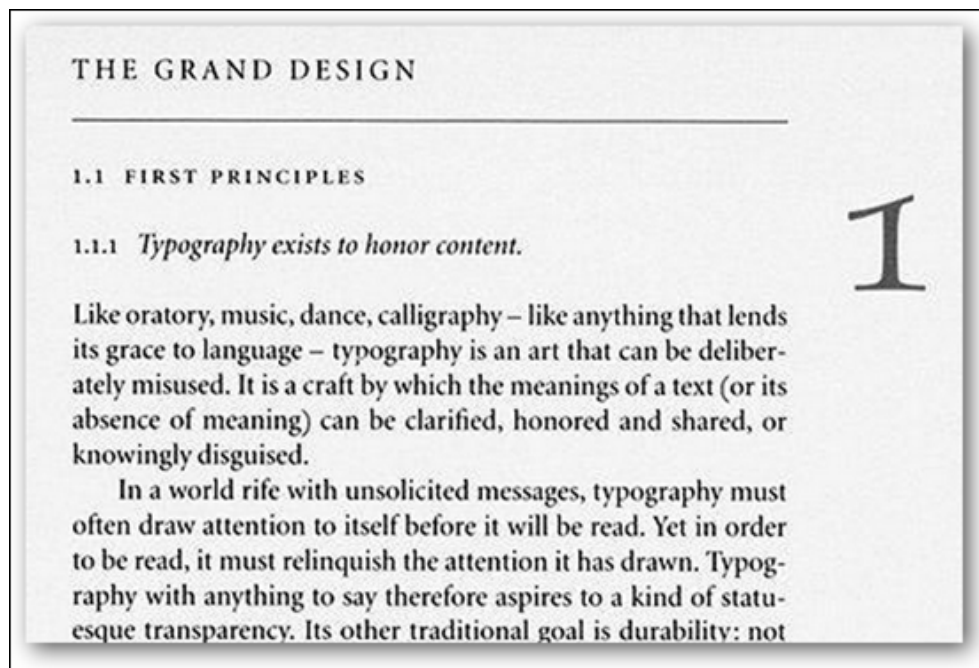 THE GRAND DESIGN
1.1 FIRST PRINCIPLES
1
1.1.1 Typography exists to honor content.
Like oratory, music, dance, calligraphy – like anything that lends
its grace to language – typography is an art that can be deliber-
ately misused. It is a craft by which the meanings of a text (or its
absence of meaning) can be clarified, honored and shared, or
knowingly disguised.
In a world rife with unsolicited messages, typography must
often draw attention to itself before it will be read. Yet in order
to be read, it must relinquish the attention it has drawn. Typog-
raphy with anything to say therefore aspires to a kind of statu-
esque transparency. Its other traditional goal is durability: not